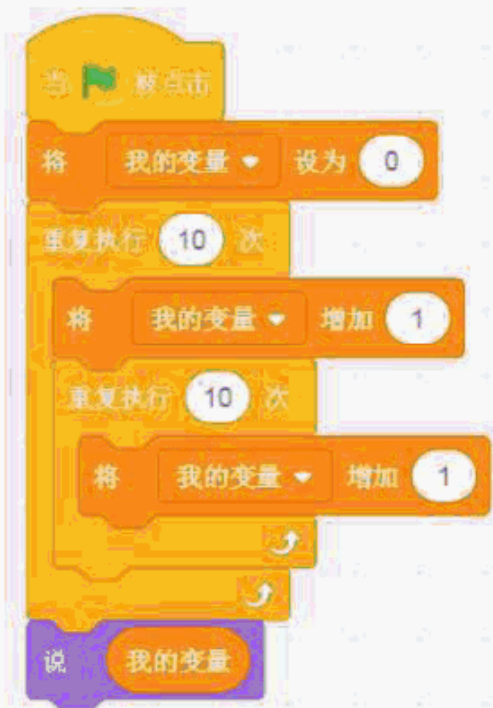 当 被点击
将 我的变量 设为 0
重复执行 10 次
将 我的变量 增加 1
重复执行 10 次
将 我的变量 增加 1
说 我的变量